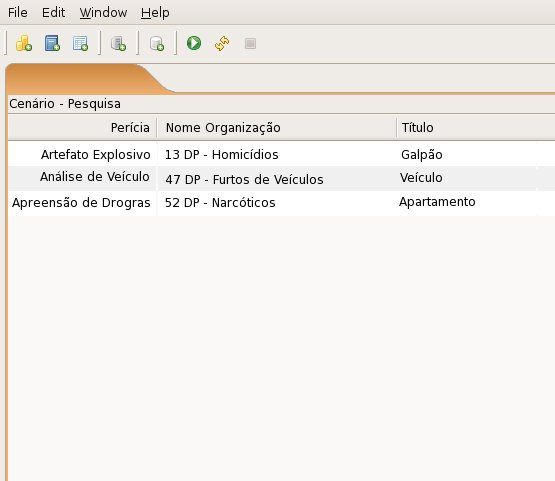 File Edit Window Help
Cenário - Pesquisa
Perícia Nome Organização Título
Artefato Explosivo 13 DP - Homicídios Galpão
Análise de Veículo 47 DP - Furtos de Veículos Veículo
Apreensão de Drogras 52 DP - Narcóticos Apartamento